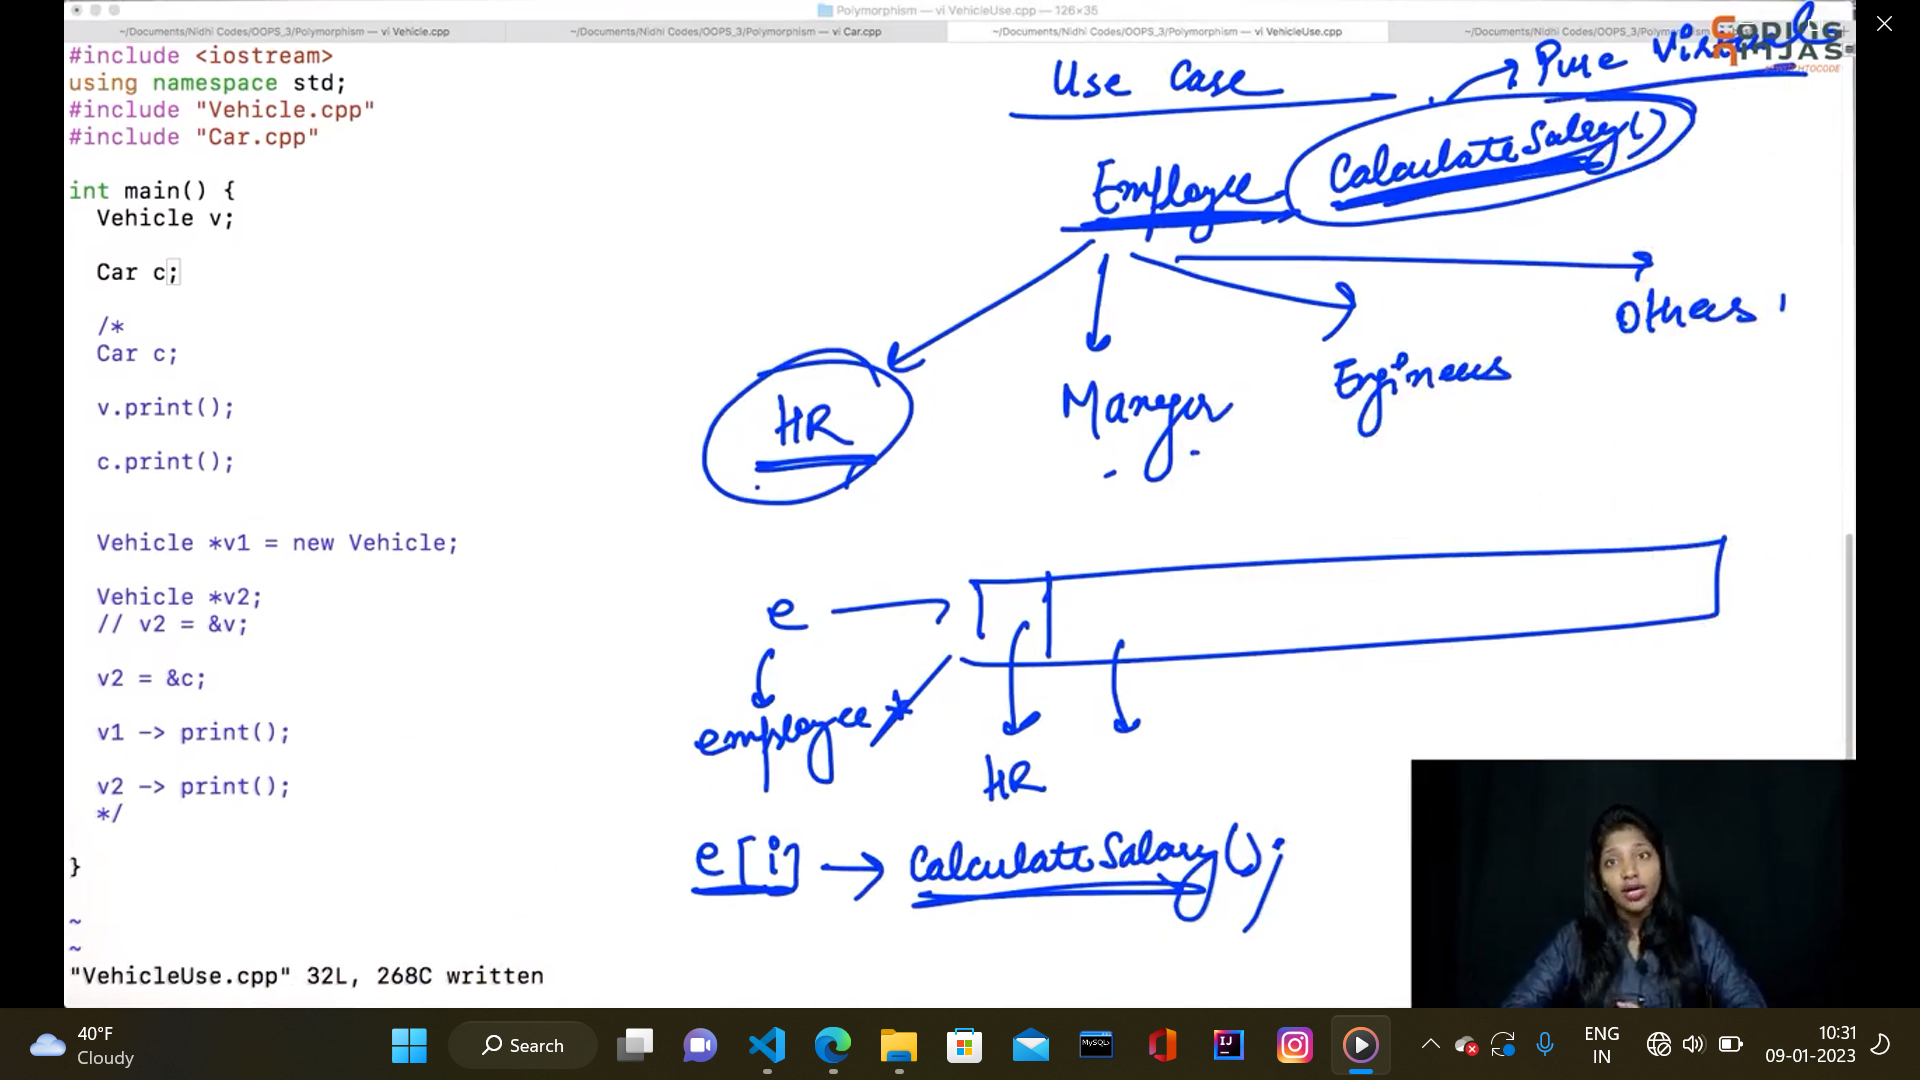 Polymorphism — vi VehicleUse.cpp — 126×35
~/Documents/Nidhi Codes/OOPS_3/Polymorphism — vi Vehicle.cpp
~/Documents/Nidhi Codes/OOPS_3/Polymorphism — vi Car.cpp
~/Documents/Nidhi Codes/OOPS_3/Polymorphism — vi VehicleUse.cpp
~/Documents/Nidhi Codes/OOPS_3/Polymorphism
#include <iostream>
using namespace std;
#include "Vehicle.cpp"
#include "Car.cpp"
int main() {
Vehicle v;
Car c;
/*
Car c;
v.print();
c.print();
Vehicle *v1 = new Vehicle;
Vehicle *v2;
// v2 = &v;
v2 = &c;
v1 -> print();
v2 -> print();
*/
}
~
~
"VehicleUse.cpp" 32L, 268C written
CODING
NINJAS
Use Case
Pure Virtual
Employee
CalculateSalary()
HR
Manager
Engineers
Others
e
employee *
HR
e[i] → CalculateSalary();
40°F
Cloudy
Search
MySQL
IJ
ENG
IN
10:31
09-01-2023